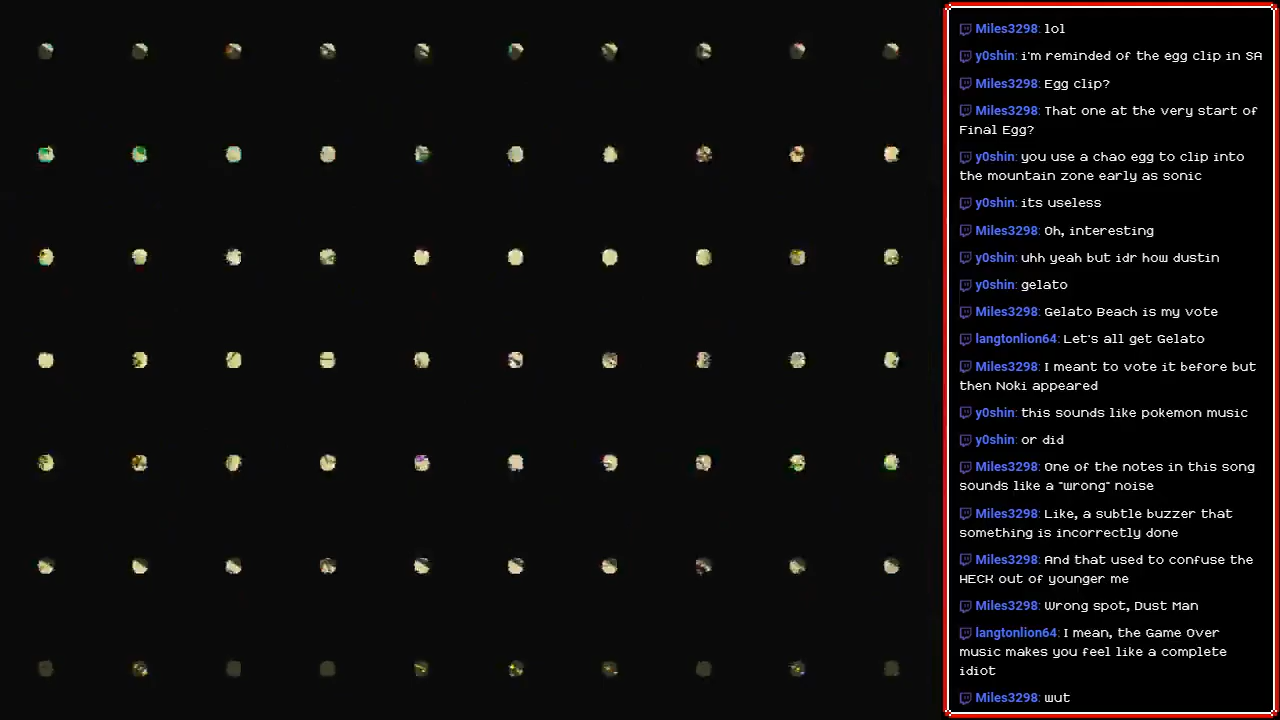 Miles3298: lol
y0shin: i'm reminded of the egg clip in SA
Miles3298: Egg clip?
Miles3298: That one at the very start of
Final Egg?
y0shin: you use a chao egg to clip into
the mountain zone early as sonic
y0shin: its useless
Miles3298: Oh, interesting
y0shin: uhh yeah but idr how dustin
y0shin: gelato
Miles3298: Gelato Beach is my vote
langtonlion64: Let's all get Gelato
Miles3298: I meant to vote it before but
then Noki appeared
y0shin: this sounds like pokemon music
y0shin: or did
Miles3298: One of the notes in this song
sounds like a "wrong" noise
Miles3298: Like, a subtle buzzer that
something is incorrectly done
Miles3298: And that used to confuse the
HECK out of younger me
Miles3298: Wrong spot, Dust Man
langtonlion64: I mean, the Game Over
music makes you feel like a complete
idiot
Miles3298: wut